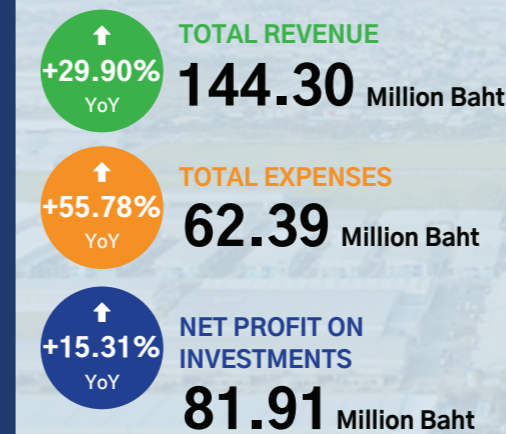 TOTAL REVENUE
+29.90%
YoY
144.30 Million Baht
TOTAL EXPENSES
+55.78%
YoY
62.39 Million Baht
NET PROFIT ON
INVESTMENTS
+15.31%
YoY
81.91 Million Baht